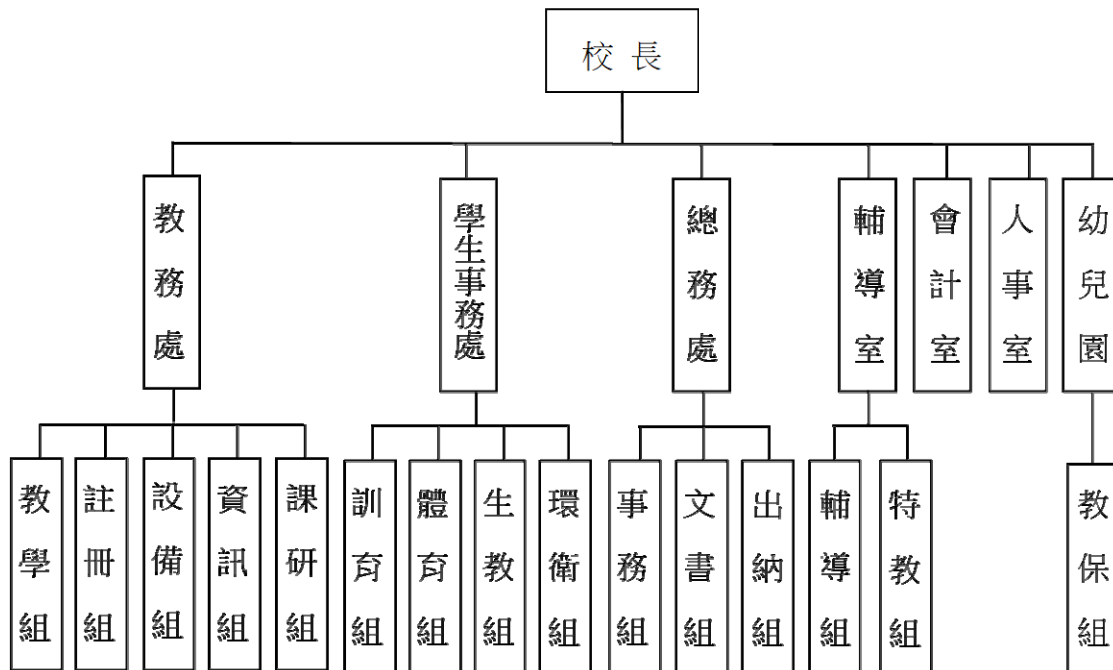 校長
教務處
學生事務處
總務處
輔導室
會計室
人事室
幼兒園
教學組
註冊組
設備組
資訊組
課研組
訓育組
體育組
生教組
環衛組
事務組
文書組
出納組
輔導組
特教組
教保組